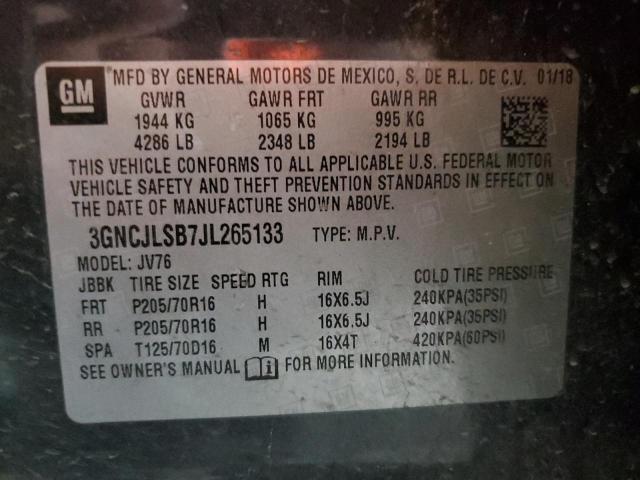 GM MFD BY GENERAL MOTORS DE MEXICO, S. DE R.L. DE C.V. 01/18
GVWR GAWR FRT GAWR RR
1944 KG 1065 KG 995 KG
4286 LB 2348 LB 2194 LB
THIS VEHICLE CONFORMS TO ALL APPLICABLE U.S. FEDERAL MOTOR
VEHICLE SAFETY AND THEFT PREVENTION STANDARDS IN EFFECT ON
THE DATE OF MANUFACTURE SHOWN ABOVE.
3GNCJLSB7JL265133 TYPE: M.P.V.
MODEL: JV76
JBBK TIRE SIZE SPEED RTG RIM COLD TIRE PRESSURE
FRT P205/70R16 H 16X6.5J 240KPA(35PSI)
RR P205/70R16 H 16X6.5J 240KPA(35PSI)
SPA T125/70D16 M 16X4T 420KPA(60PSI)
SEE OWNER'S MANUAL FOR MORE INFORMATION.